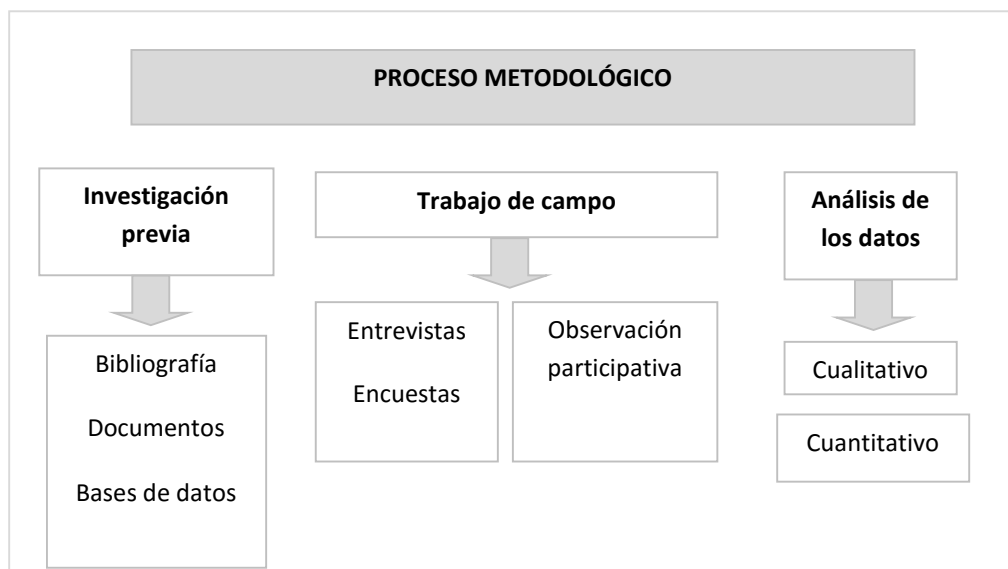 PROCESO METODOLÓGICO
Investigación
previa
Bibliografía
Documentos
Bases de datos
Trabajo de campo
Entrevistas
Encuestas
Observación
participativa
Análisis de
los datos
Cualitativo
Cuantitativo